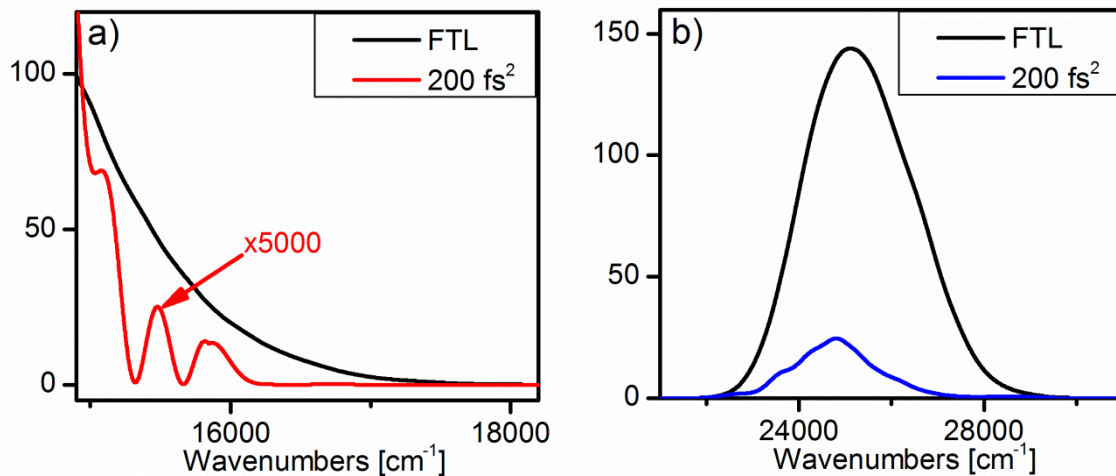 a)
FTL
200 fs²
100
50
0
x5000
16000
18000
Wavenumbers [cm⁻¹]
b)
FTL
200 fs²
150
100
50
0
24000
28000
Wavenumbers [cm⁻¹]